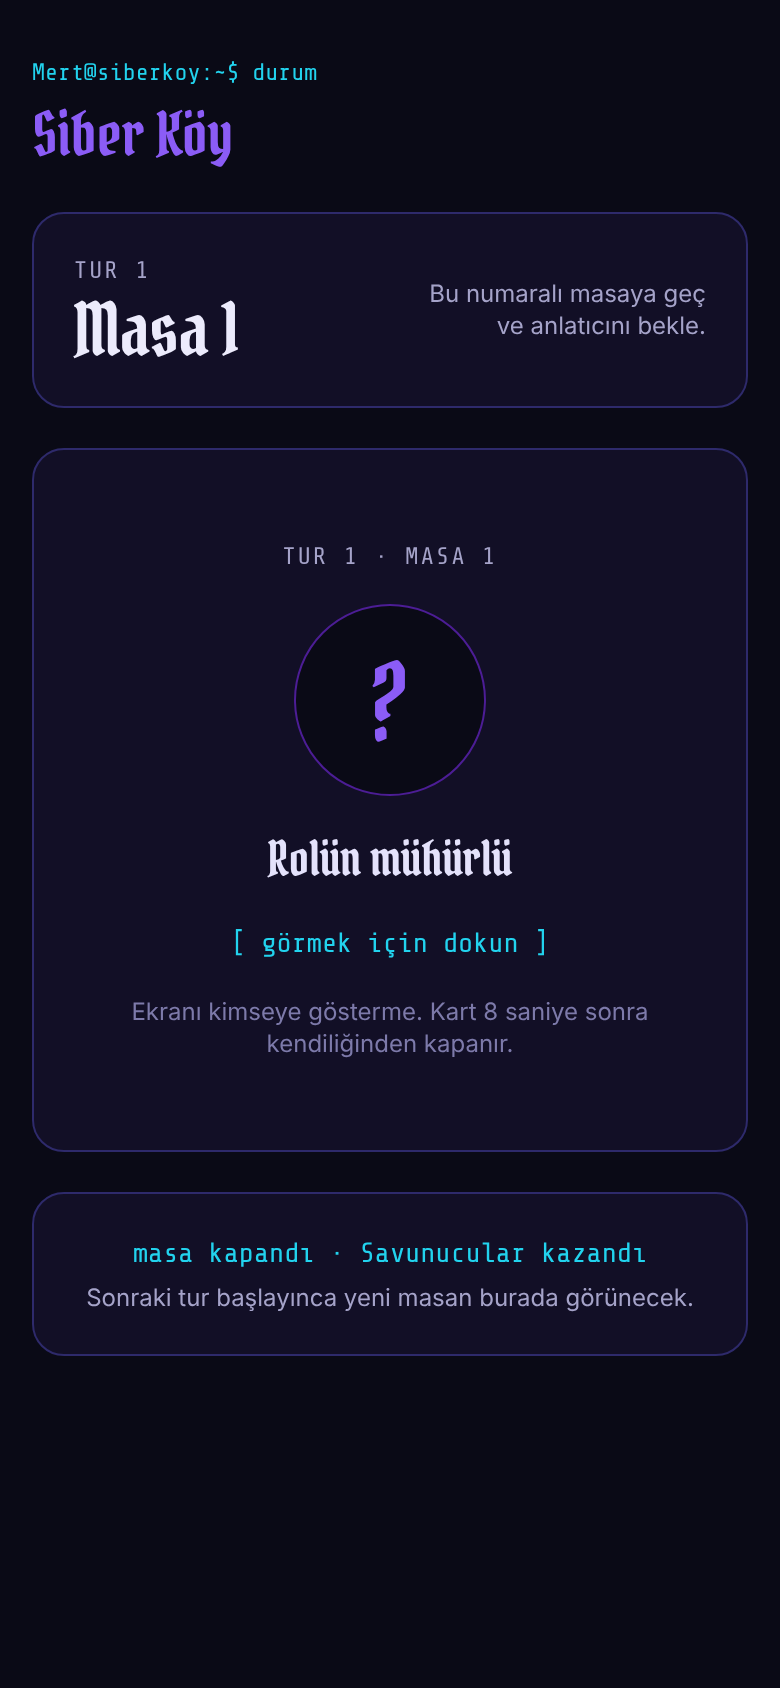 Mert@siberkoy:~$ durum
Siber Köy
TUR 1
Masa 1
Bu numaralı masaya geç
ve anlatıcını bekle.
TUR 1 · MASA 1
?
Rolün mühürlü
[ görmek için dokun ]
Ekranı kimseye gösterme. Kart 8 saniye sonra
kendiliğinden kapanır.
masa kapandı · Savunucular kazandı
Sonraki tur başlayınca yeni masan burada görünecek.